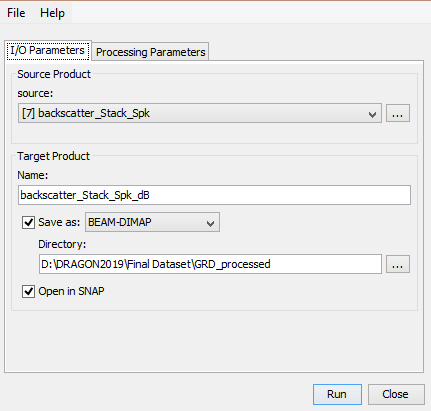 File Help
I/O Parameters Processing Parameters
Source Product
source:
[7] backscatter_Stack_Spk
...
Target Product
Name:
backscatter_Stack_Spk_dB
Save as: BEAM-DIMAP
Directory:
D:\DRAGON2019\Final Dataset\GRD_processed
...
Open in SNAP
Run Close